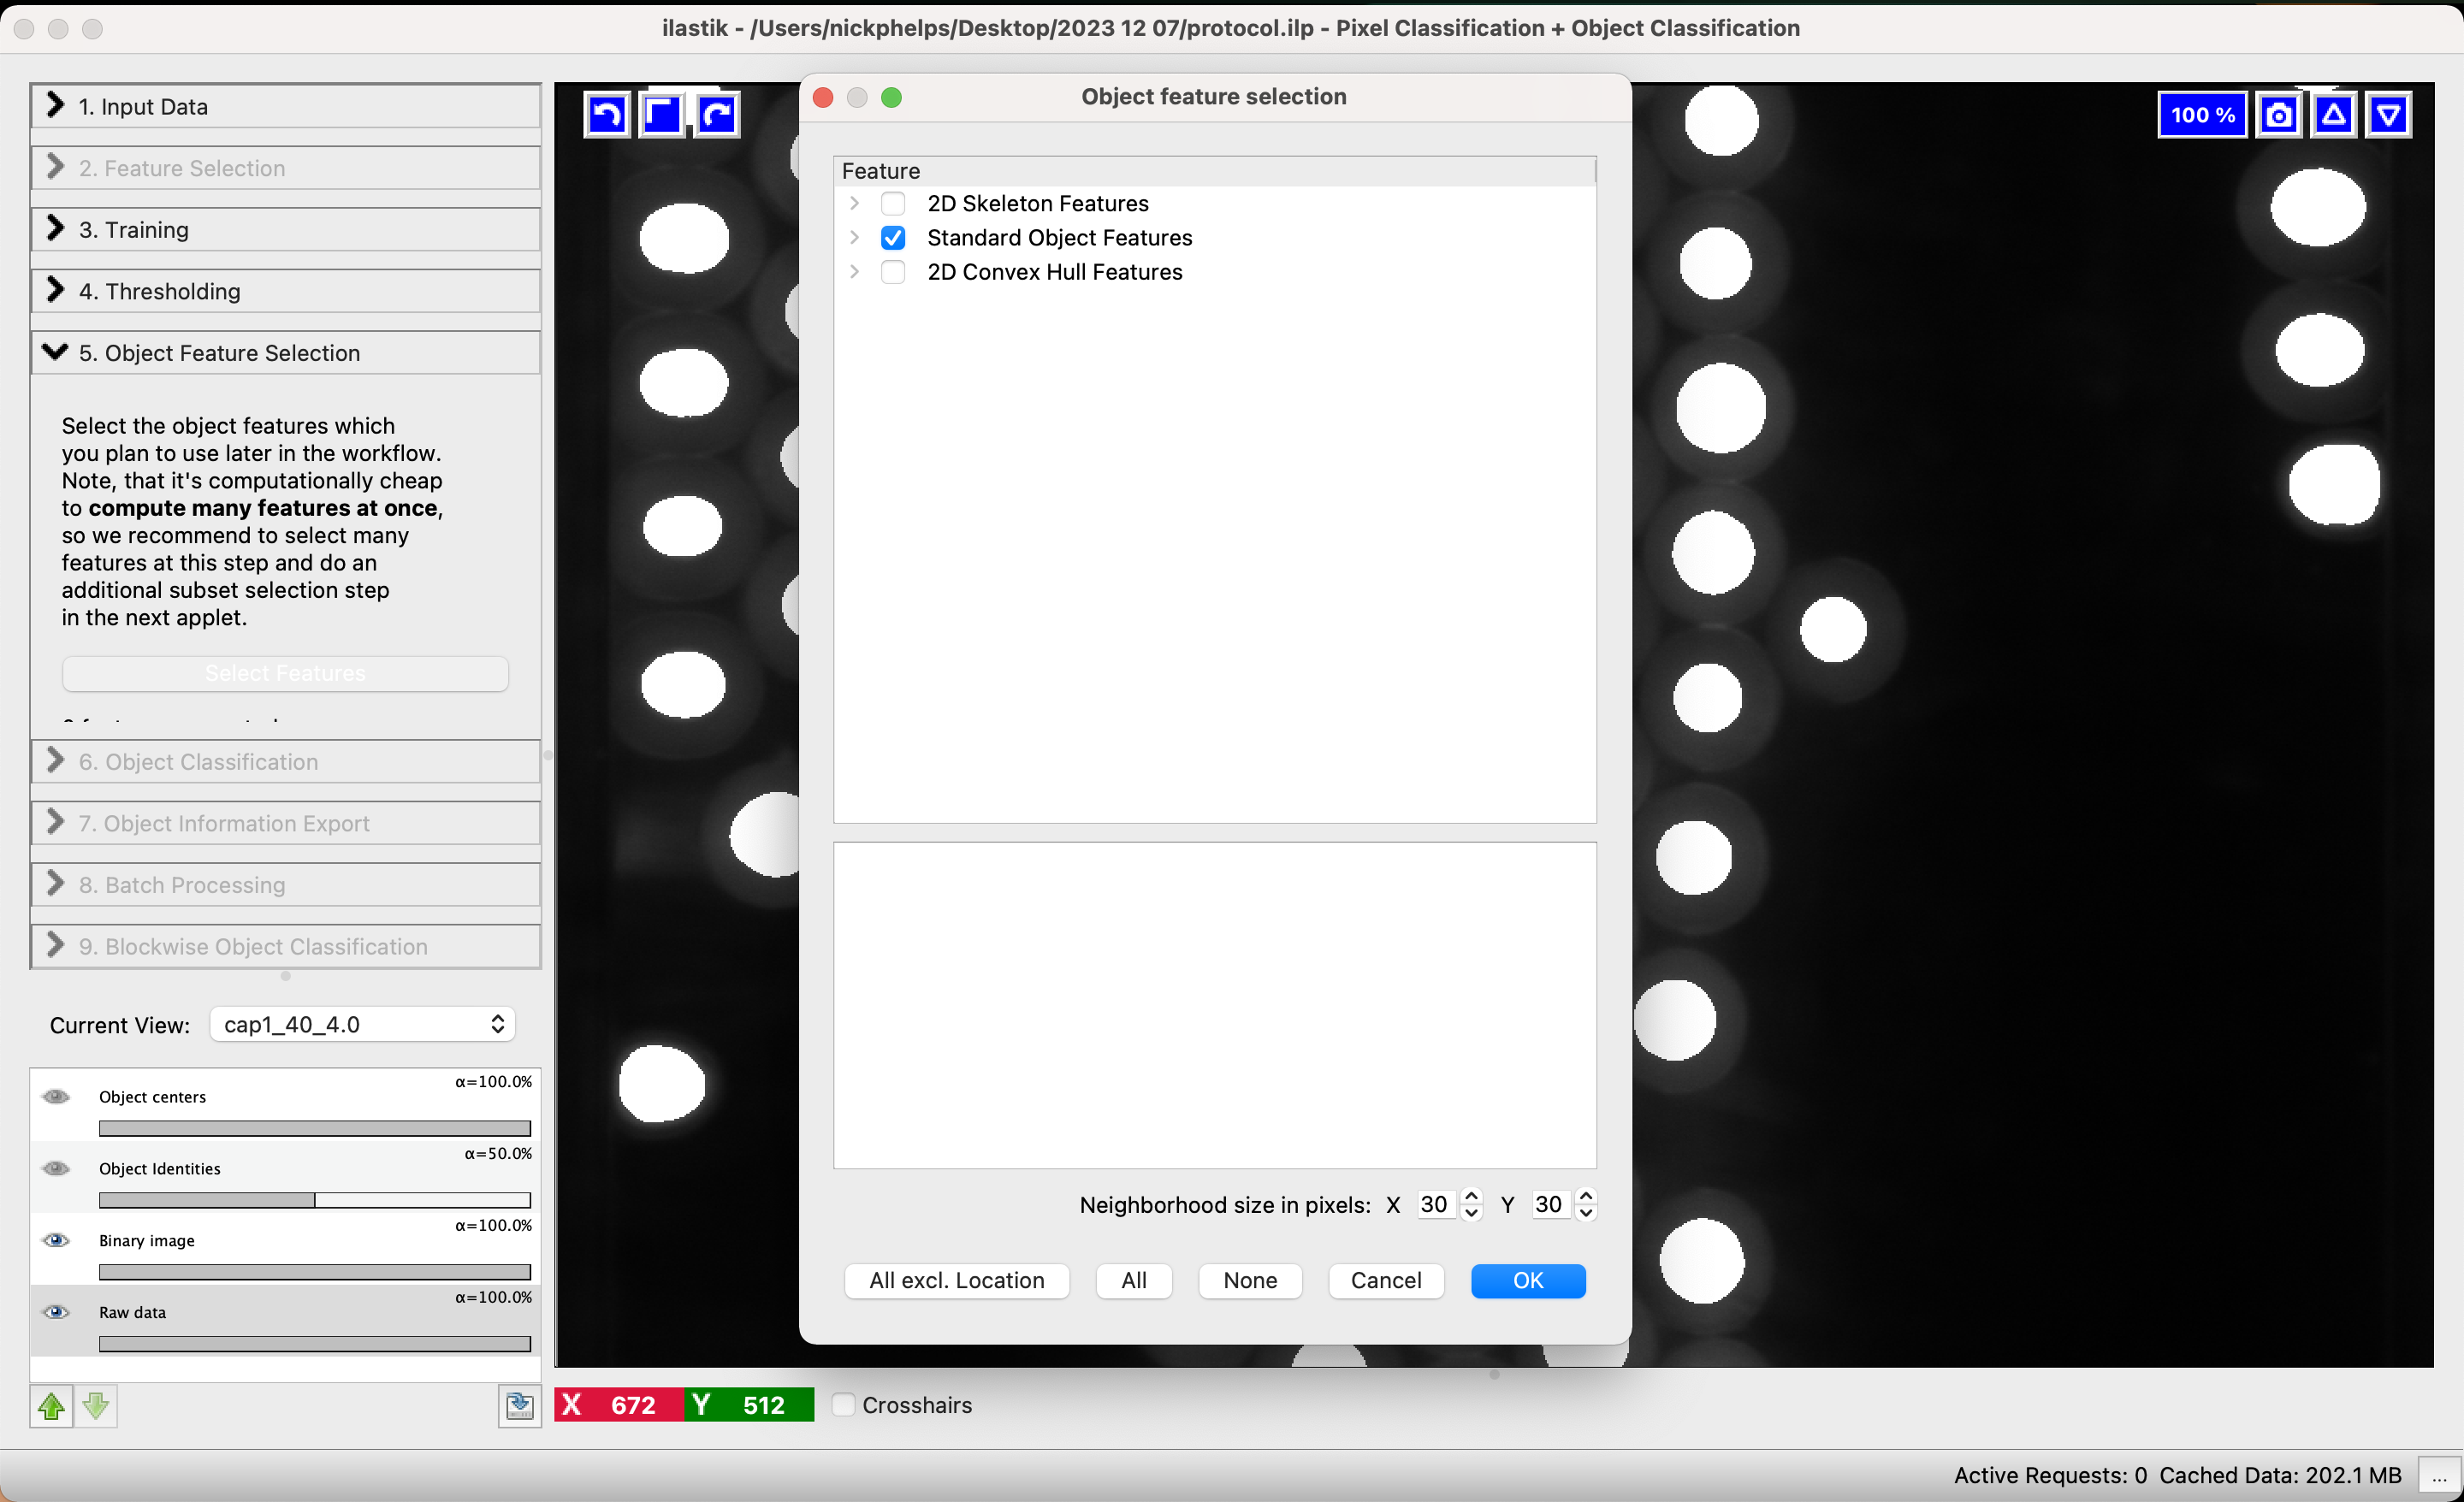 ilastik - /Users/nickphelps/Desktop/2023 12 07/protocol.ilp - Pixel Classification + Object Classification
1. Input Data
2. Feature Selection
3. Training
4. Thresholding
5. Object Feature Selection
Select the object features which
you plan to use later in the workflow.
Note, that it's computationally cheap
to compute many features at once,
so we recommend to select many
features at this step and do an
additional subset selection step
in the next applet.
Select Features
6. Object Classification
7. Object Information Export
8. Batch Processing
9. Blockwise Object Classification
Current View: cap1_40_4.0
α=100.0%
Object centers
α=50.0%
Object Identities
α=100.0%
Binary image
α=100.0%
Raw data
100 %
Object feature selection
Feature
2D Skeleton Features
Standard Object Features
2D Convex Hull Features
Neighborhood size in pixels: X 30 Y 30
All excl. Location All None Cancel OK
X 672 Y 512 Crosshairs
Active Requests: 0 Cached Data: 202.1 MB ...